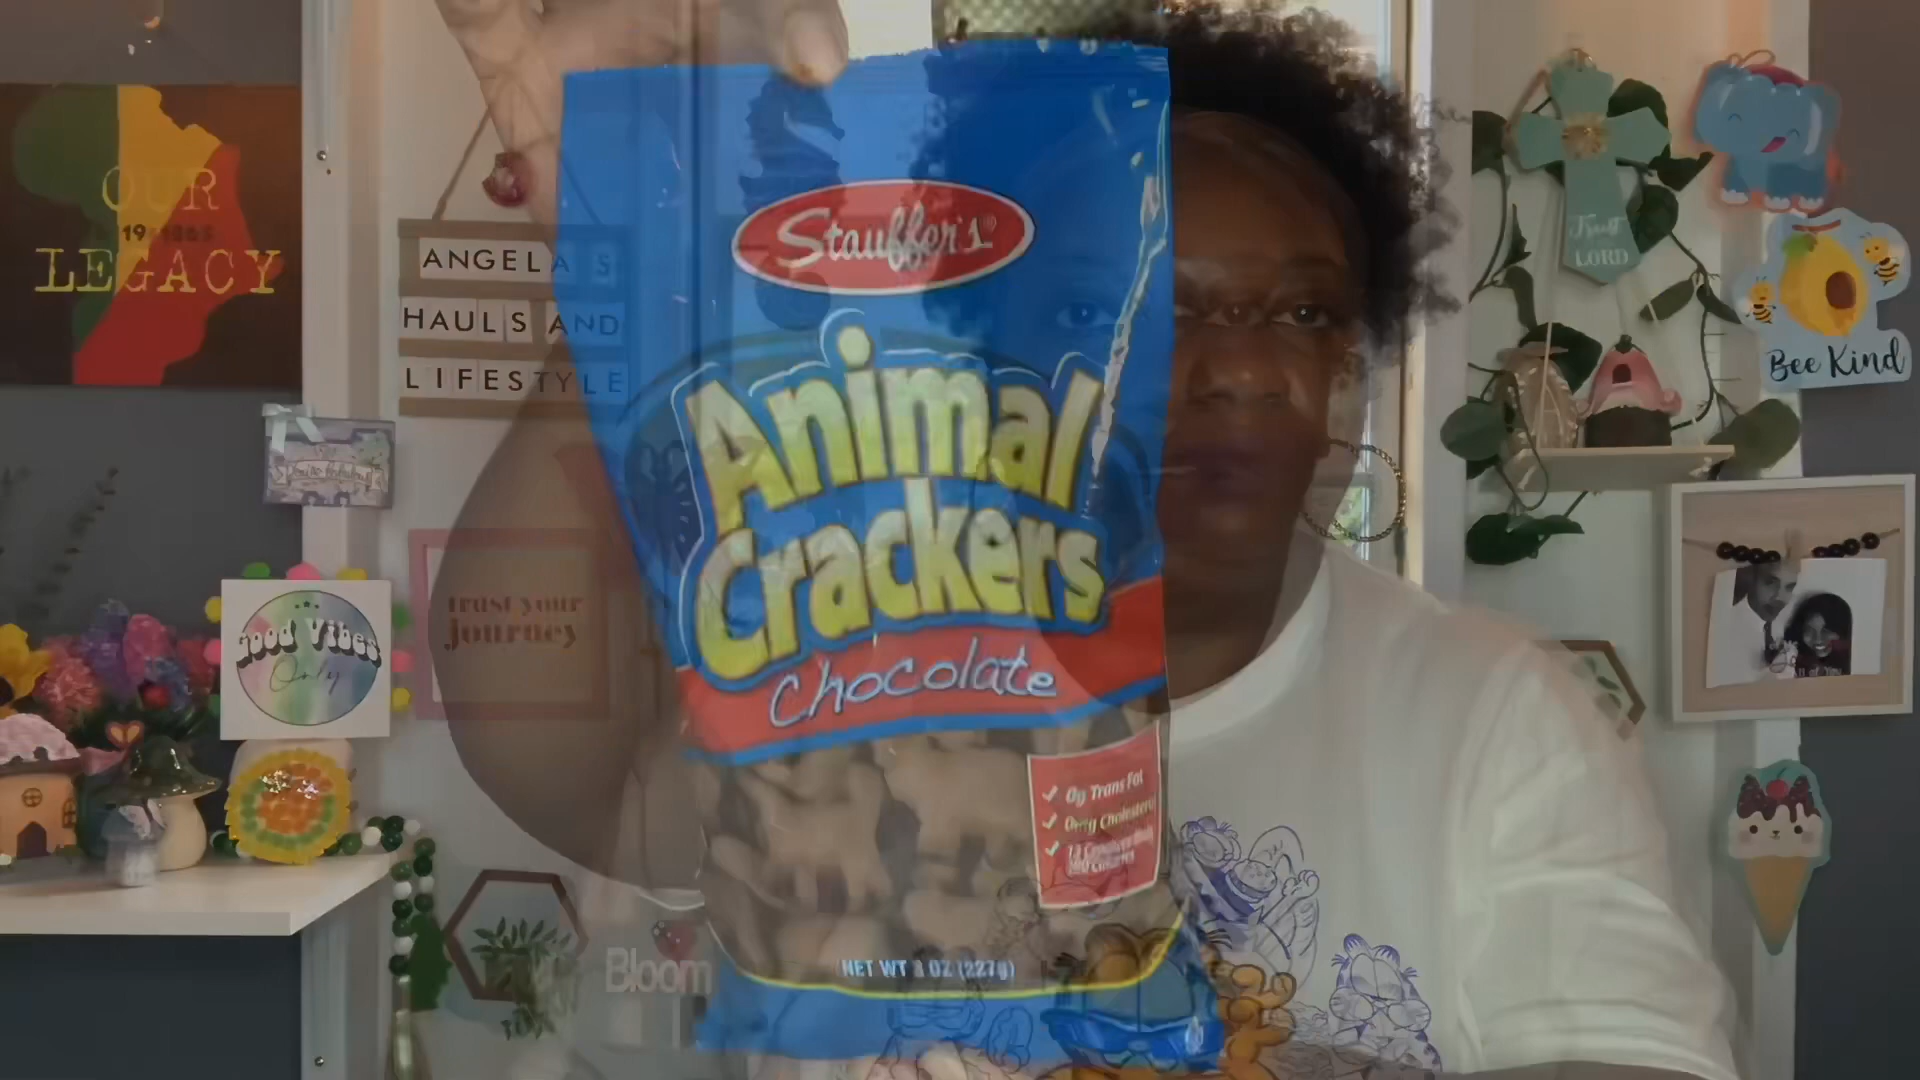 OUR
LEGACY
ANGELA'S
HAULS AND
LIFESTYLE
Good Vibes
Only
trust your
journey
Bloom
Stauffer's®
Animal
Crackers
Chocolate
0g Trans Fat
0mg Cholesterol
NET WT 8 OZ (227g)
Trust
LORD
Bee Kind